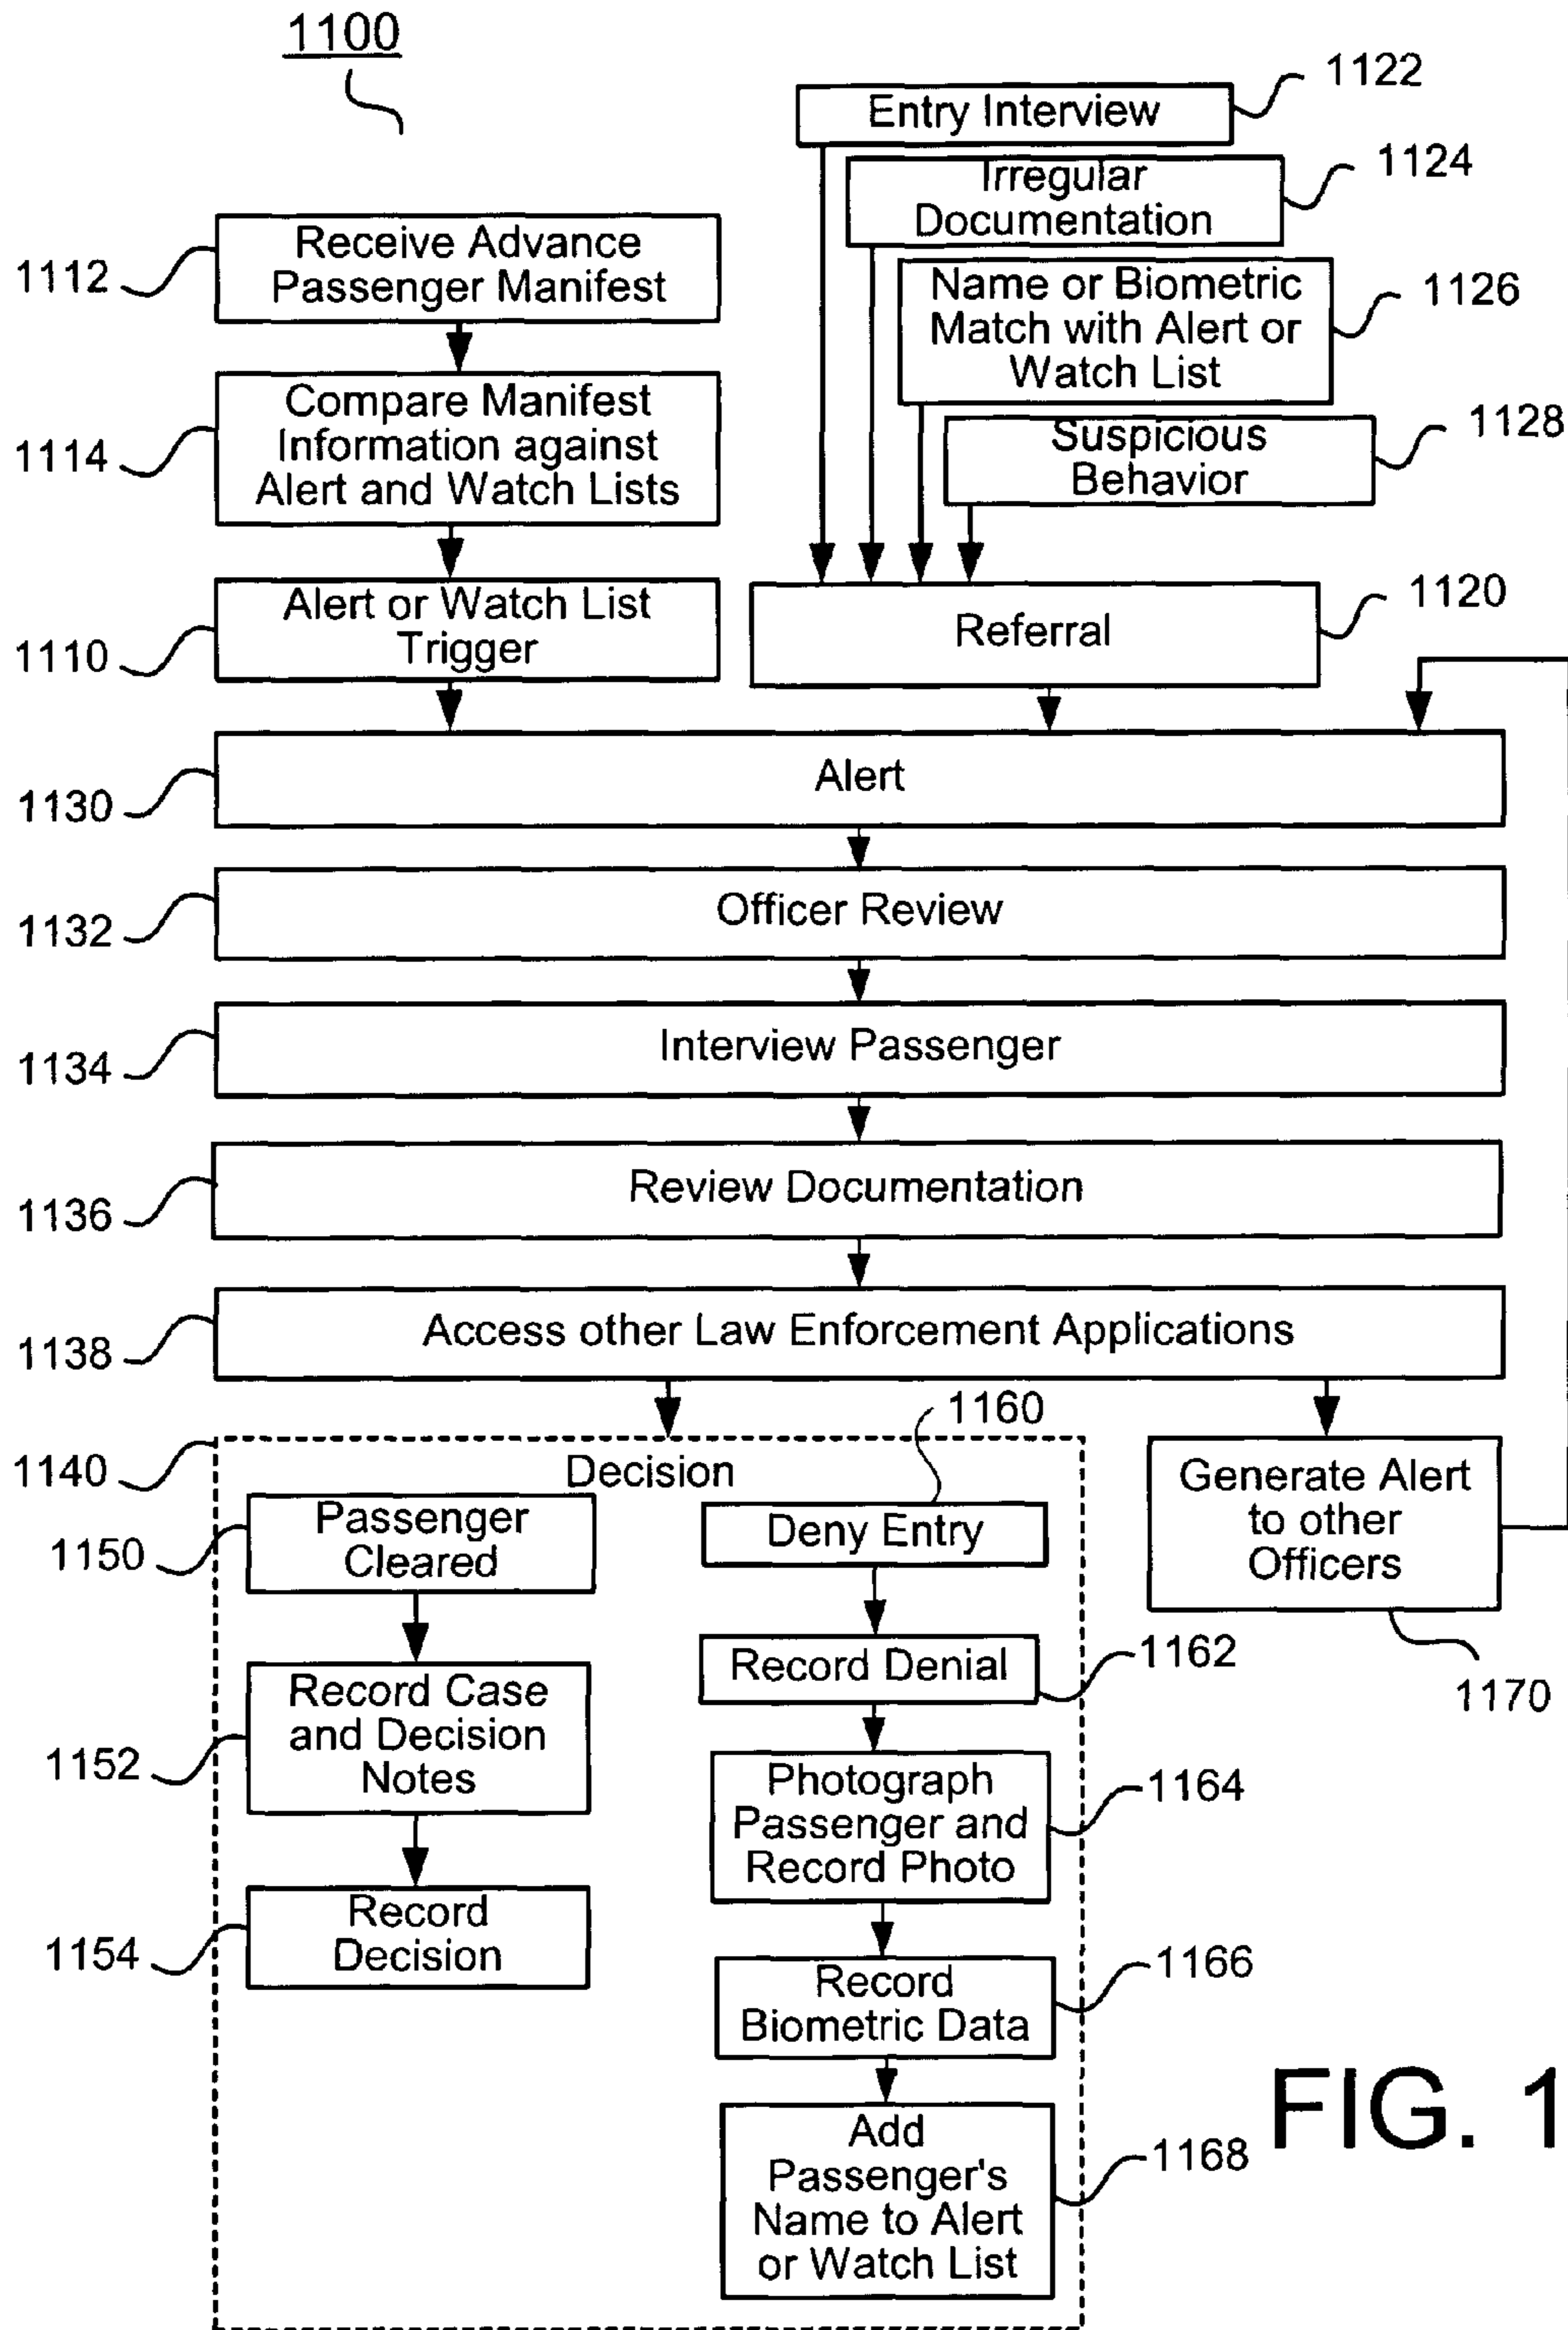 1100
1122
Entry Interview
1124
Irregular
Documentation
Receive Advance
Passenger Manifest
1112
Name or Biometric
Match with Alert or
Watch List
1126
Compare Manifest
Information against
Alert and Watch Lists
1114
Suspicious
Behavior
1128
Alert or Watch List
Trigger
1110
Referral
1120
Alert
1130
Officer Review
1132
Interview Passenger
1134
Review Documentation
1136
Access other Law Enforcement Applications
1138
1160
1140
Decision
Passenger
Cleared
1150
Deny Entry
Generate Alert
to other
Officers
1170
Record Denial
1162
Record Case
and Decision
Notes
1152
Photograph
Passenger and
Record Photo
1164
Record
Decision
1154
Record
Biometric Data
1166
Add
Passenger's
Name to Alert
or Watch List
1168
FIG. 1